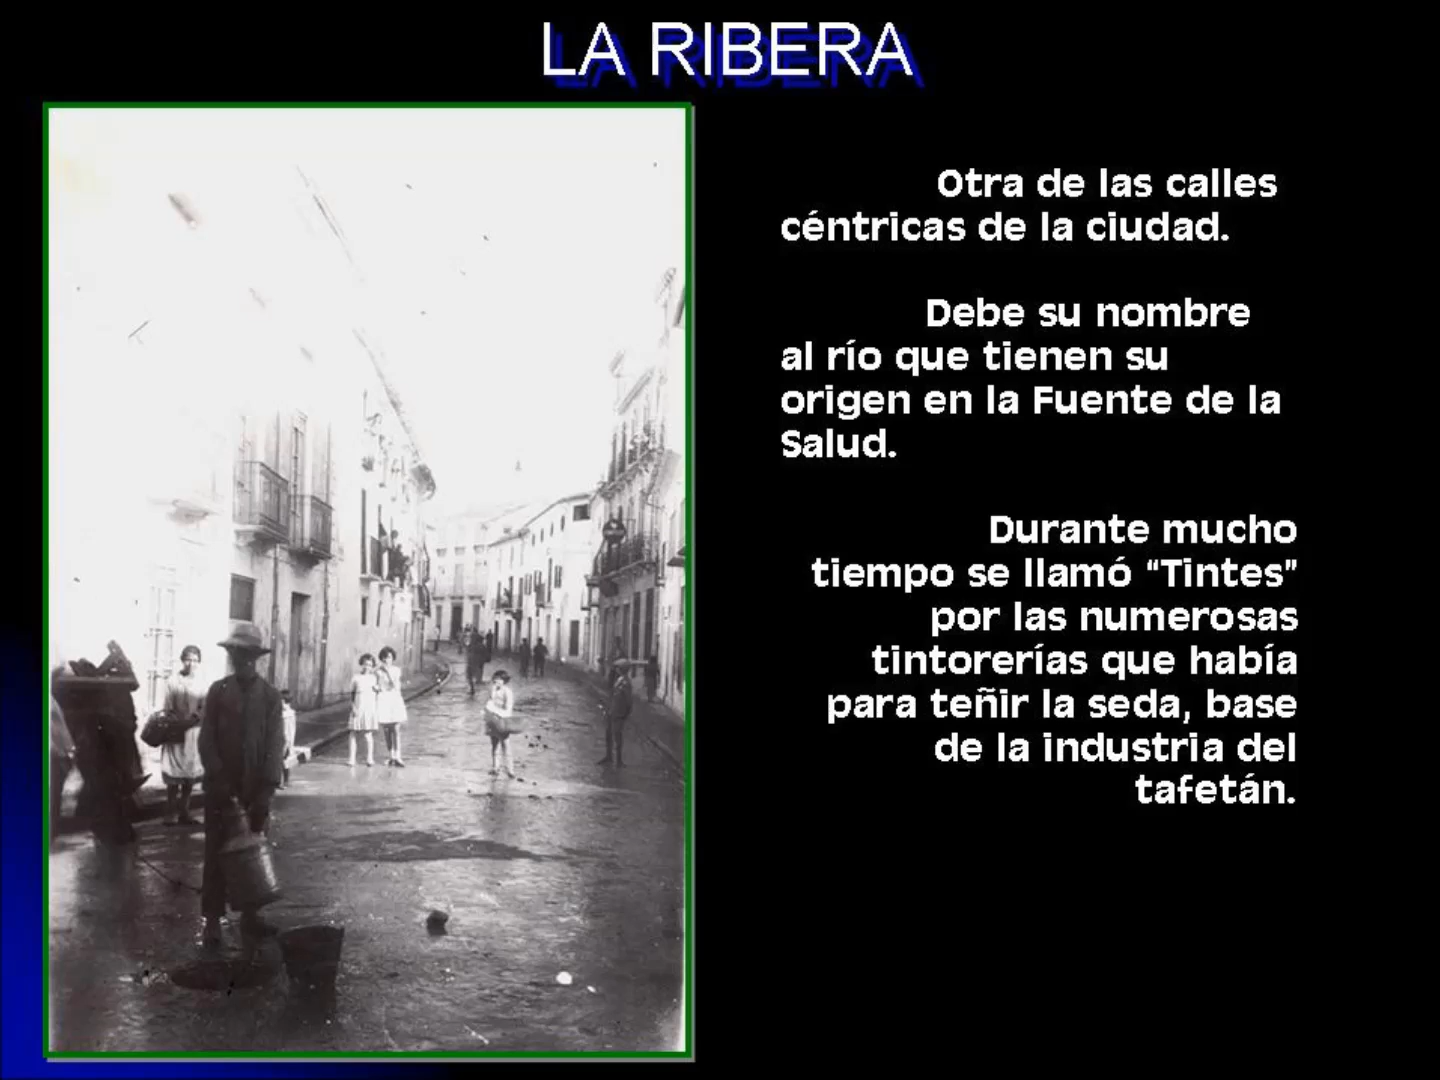 LA RIBERA
Otra de las calles
céntricas de la ciudad.
Debe su nombre
al río que tienen su
origen en la Fuente de la
Salud.
Durante mucho
tiempo se llamó “Tintes”
por las numerosas
tintorerías que había
para teñir la seda, base
de la industria del
tafetán.